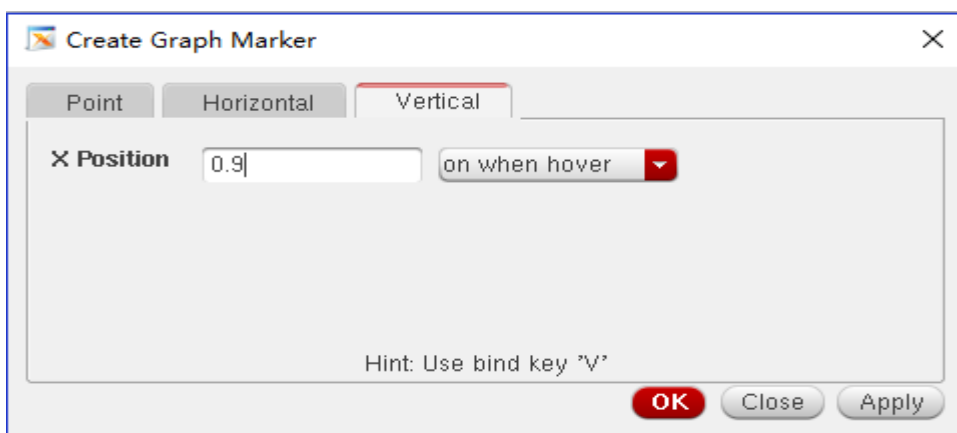 Create Graph Marker
Point Horizontal Vertical
X Position 0.9 on when hover
Hint: Use bind key 'V'
OK Close Apply